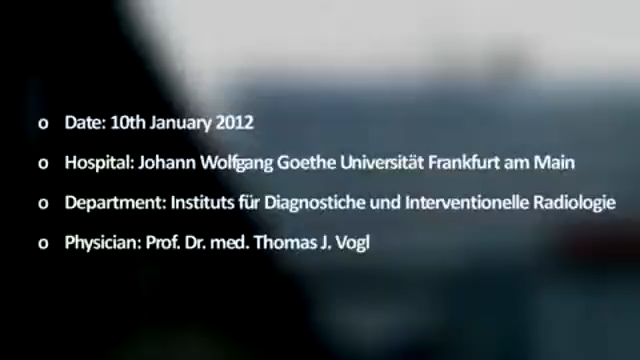 o Date: 10th January 2012
o Hospital: Johann Wolfgang Goethe Universität Frankfurt am Main
o Department: Instituts für Diagnostiche und Interventionelle Radiologie
o Physician: Prof. Dr. med. Thomas J. Vogl